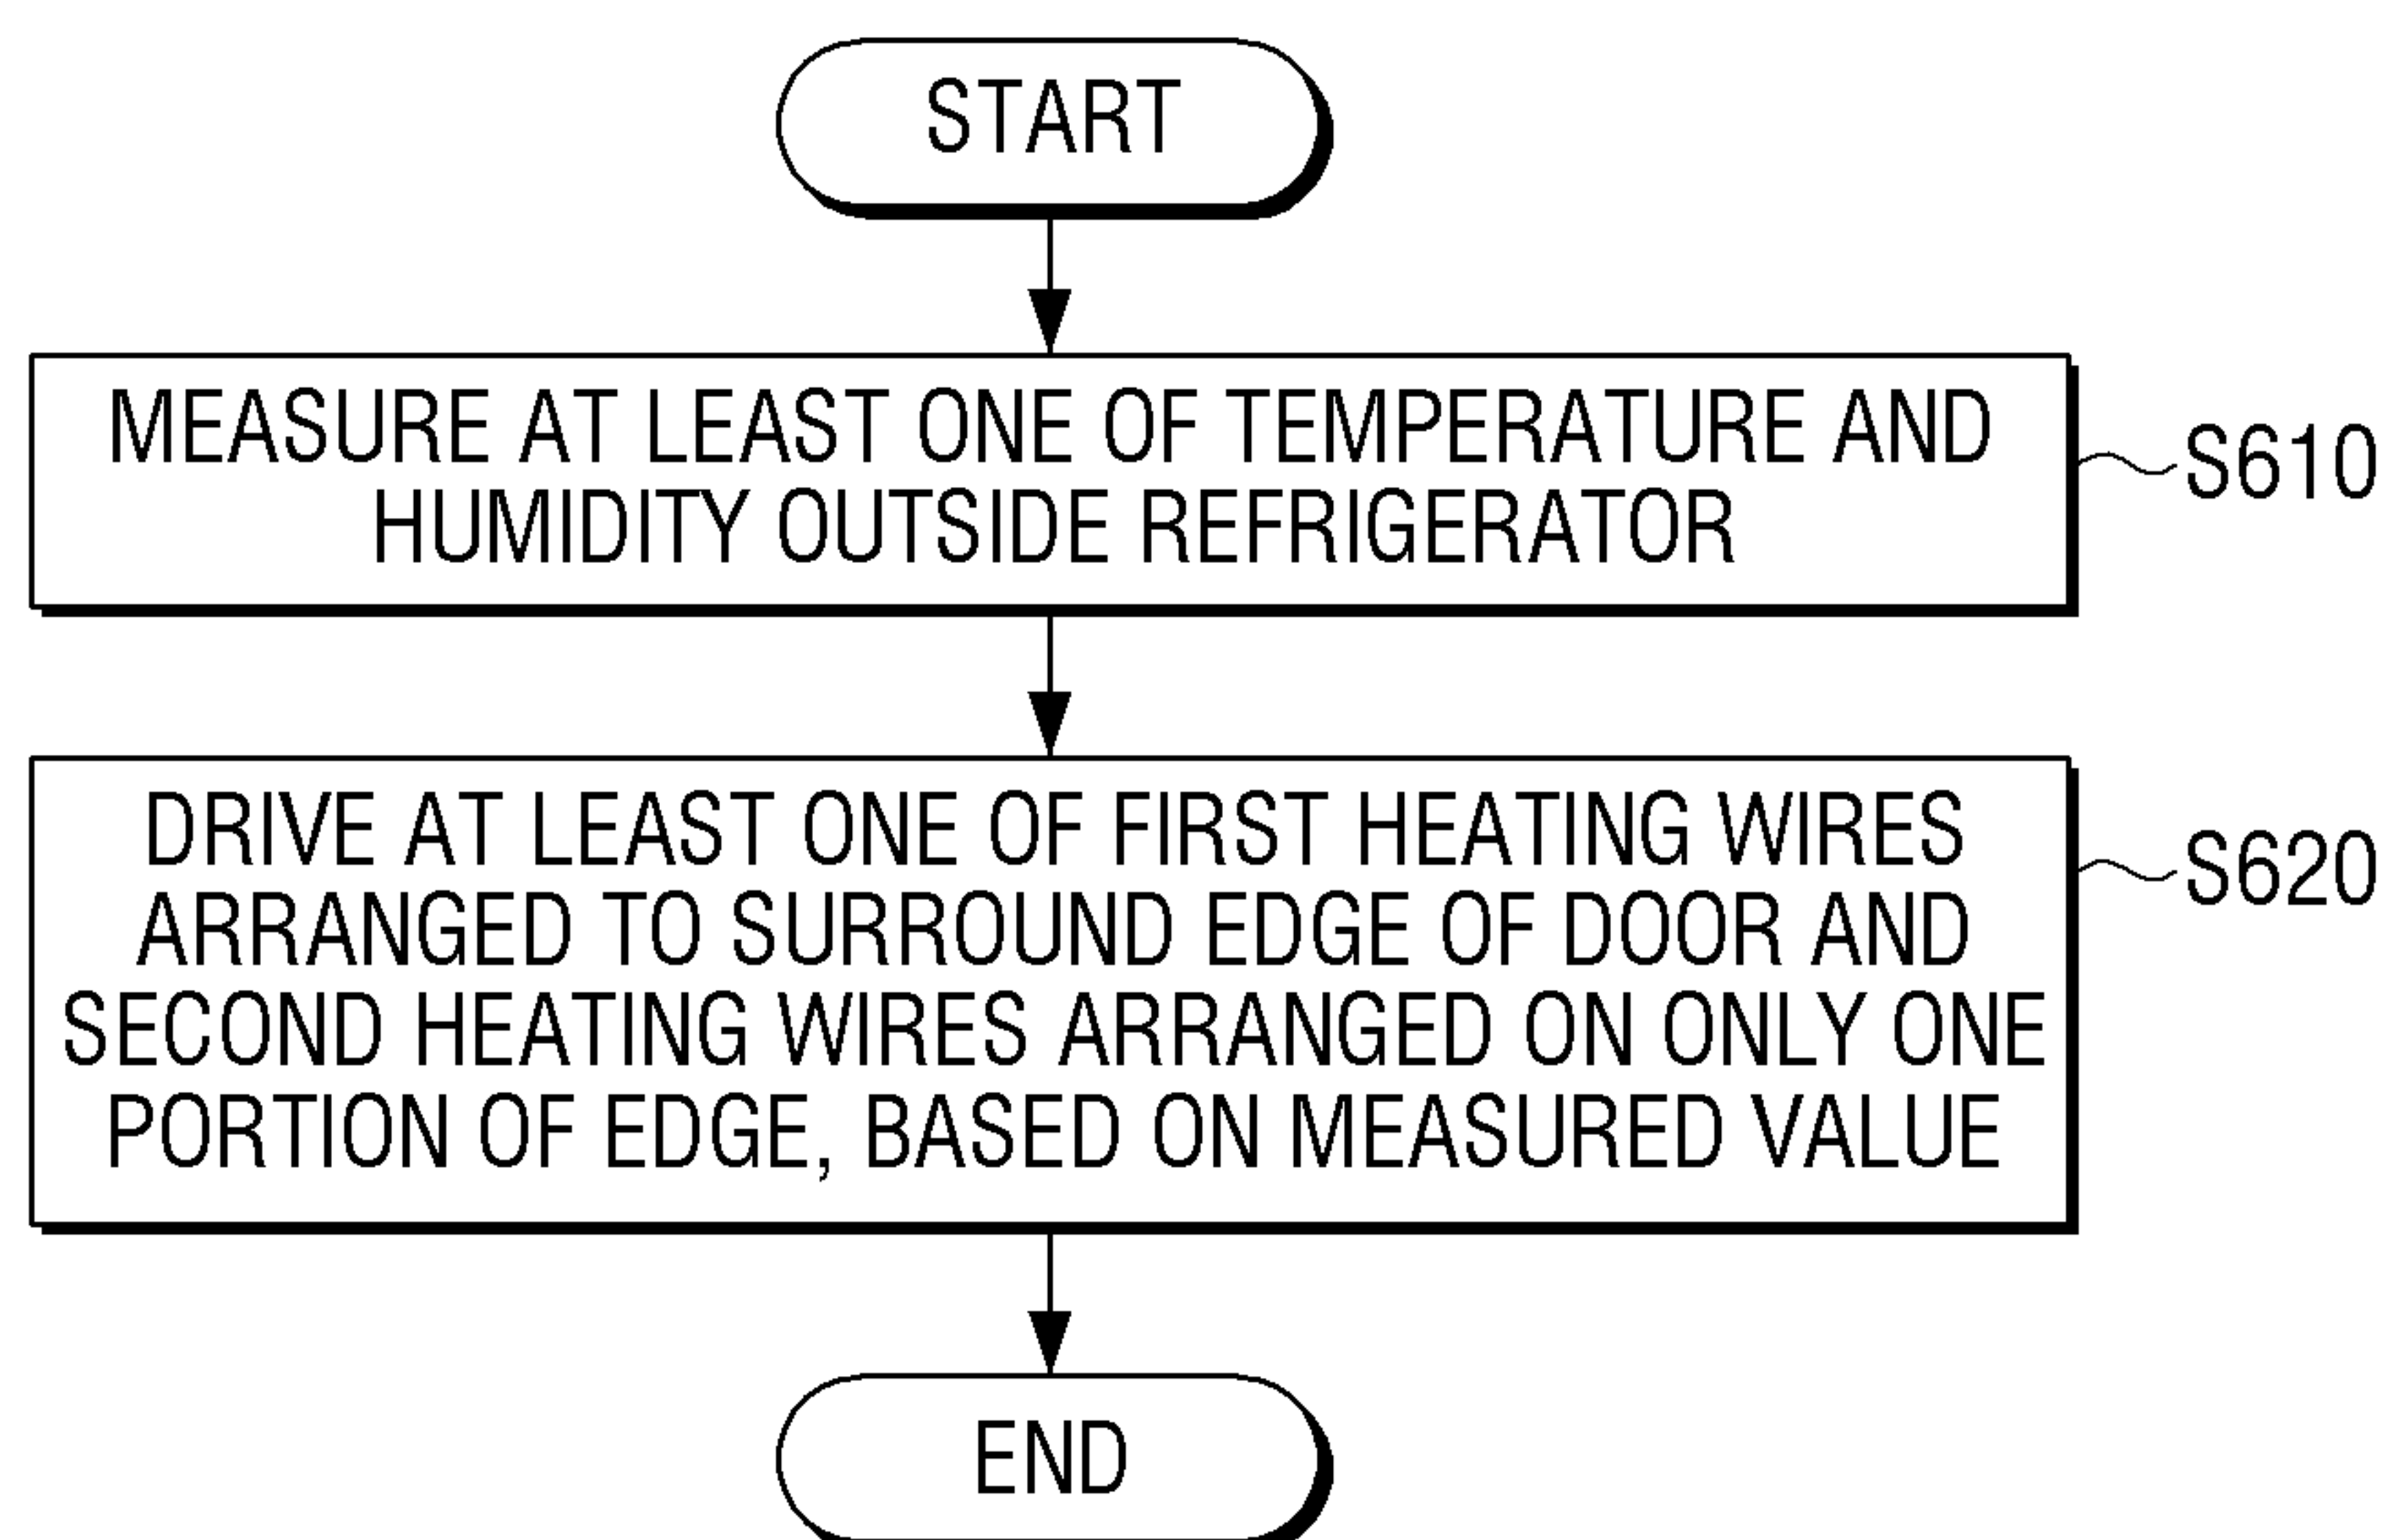 START
MEASURE AT LEAST ONE OF TEMPERATURE AND
HUMIDITY OUTSIDE REFRIGERATOR
S610
DRIVE AT LEAST ONE OF FIRST HEATING WIRES
ARRANGED TO SURROUND EDGE OF DOOR AND
SECOND HEATING WIRES ARRANGED ON ONLY ONE
PORTION OF EDGE, BASED ON MEASURED VALUE
S620
END